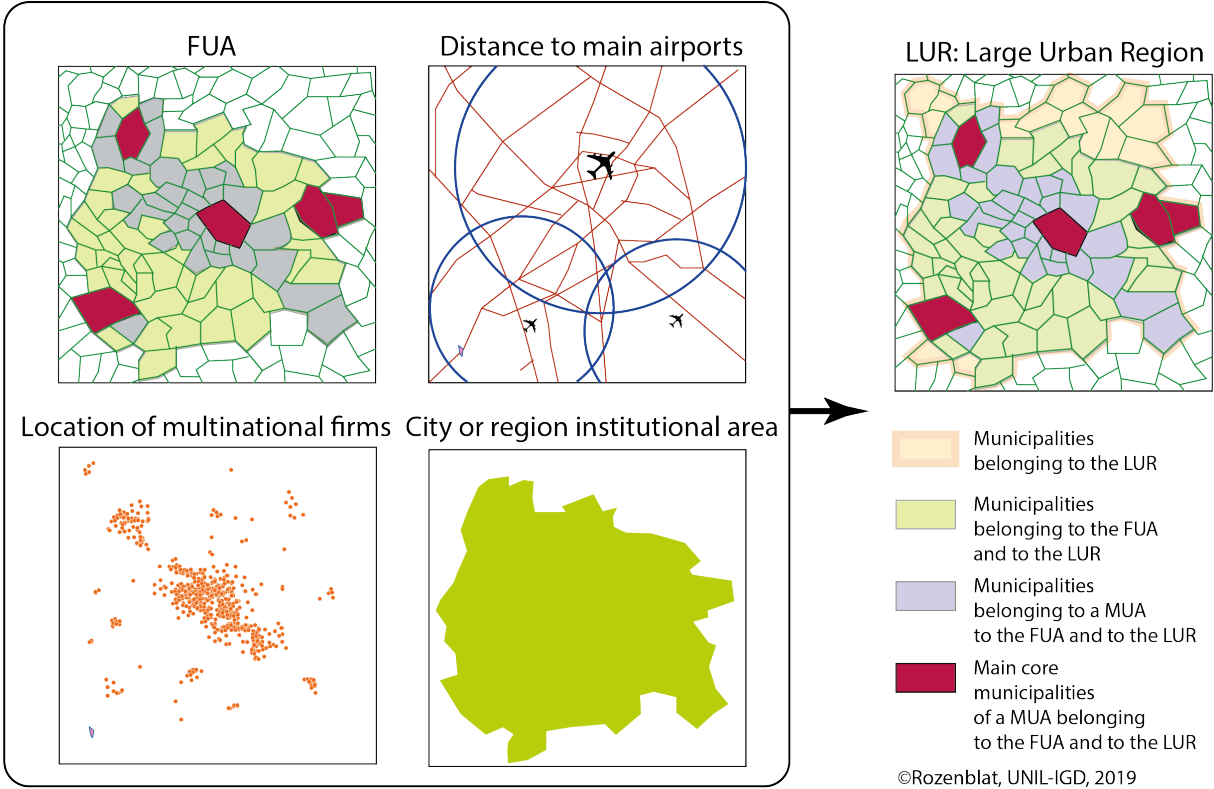 FUA
Distance to main airports
LUR: Large Urban Region
Location of multinational firms
City or region institutional area
Municipalities
belonging to the LUR
Municipalities
belonging to the FUA
and to the LUR
Municipalities
belonging to a MUA
to the FUA and to the LUR
Main core
municipalities
of a MUA belonging
to the FUA and to the LUR
©Rozenblat, UNIL-IGD, 2019